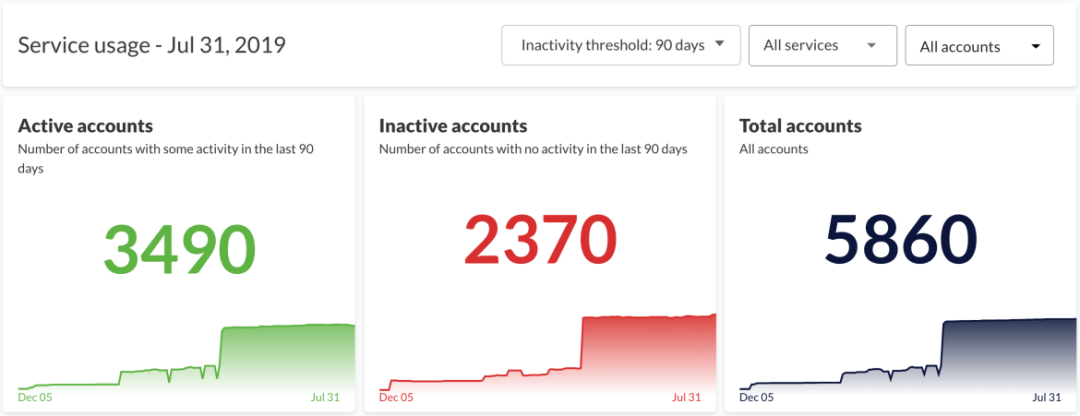 Service usage - Jul 31, 2019
Inactivity threshold: 90 days
All services
All accounts
Active accounts
Number of accounts with some activity in the last 90
days
3490
Dec 05
Jul 31
Inactive accounts
Number of accounts with no activity in the last 90 days
2370
Dec 05
Jul 31
Total accounts
All accounts
5860
Dec 05
Jul 31